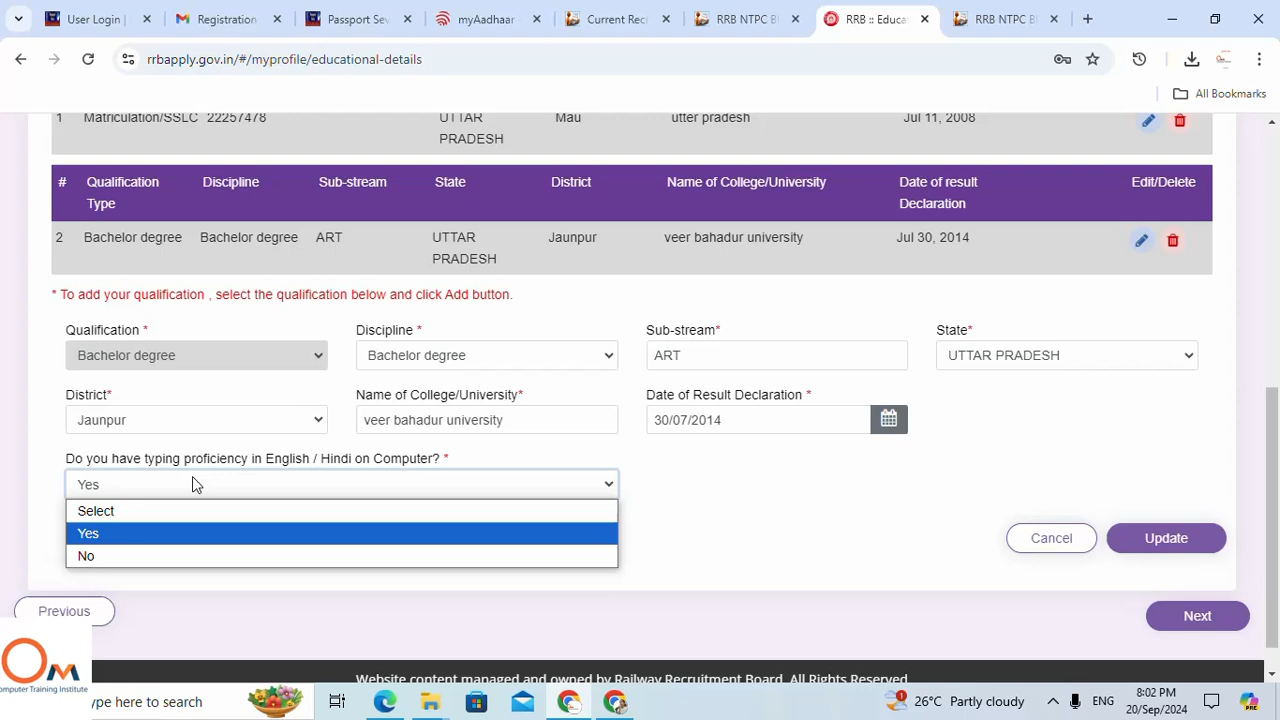 User Login |
Registration
Passport Sev
myAadhaar
Current Rec
RRB NTPC B
RRB :: Educa
RRB NTPC B
rrbapply.gov.in/#/myprofile/educational-details
All Bookmarks
1 Matriculation/SSLC 22257478 UTTAR PRADESH Mau utter pradesh Jul 11, 2008
# Qualification Type Discipline Sub-stream State District Name of College/University Date of result Declaration Edit/Delete
2 Bachelor degree Bachelor degree ART UTTAR PRADESH Jaunpur veer bahadur university Jul 30, 2014
* To add your qualification , select the qualification below and click Add button.
Qualification * Discipline * Sub-stream* State*
Bachelor degree Bachelor degree ART UTTAR PRADESH
District* Name of College/University* Date of Result Declaration *
Jaunpur veer bahadur university 30/07/2014
Do you have typing proficiency in English / Hindi on Computer? *
Yes
Select
Yes
No
Cancel Update
Previous Next
Website content managed and owned by Railway Recruitment Board. All Rights Reserved
OM
Computer Training Institute
ype here to search
1
26°C Partly cloudy
ENG
8:02 PM
20/Sep/2024